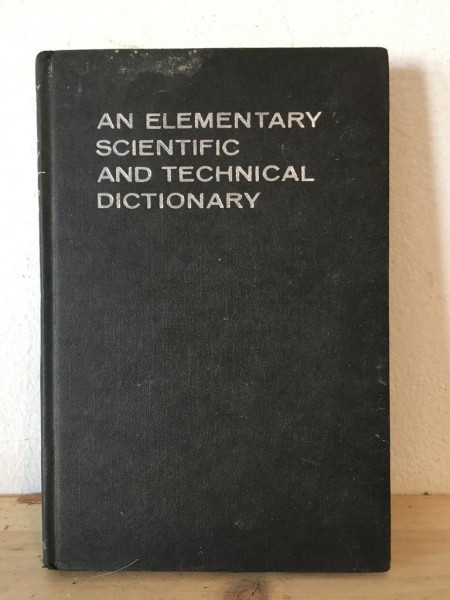 AN ELEMENTARY
SCIENTIFIC
AND TECHNICAL
DICTIONARY